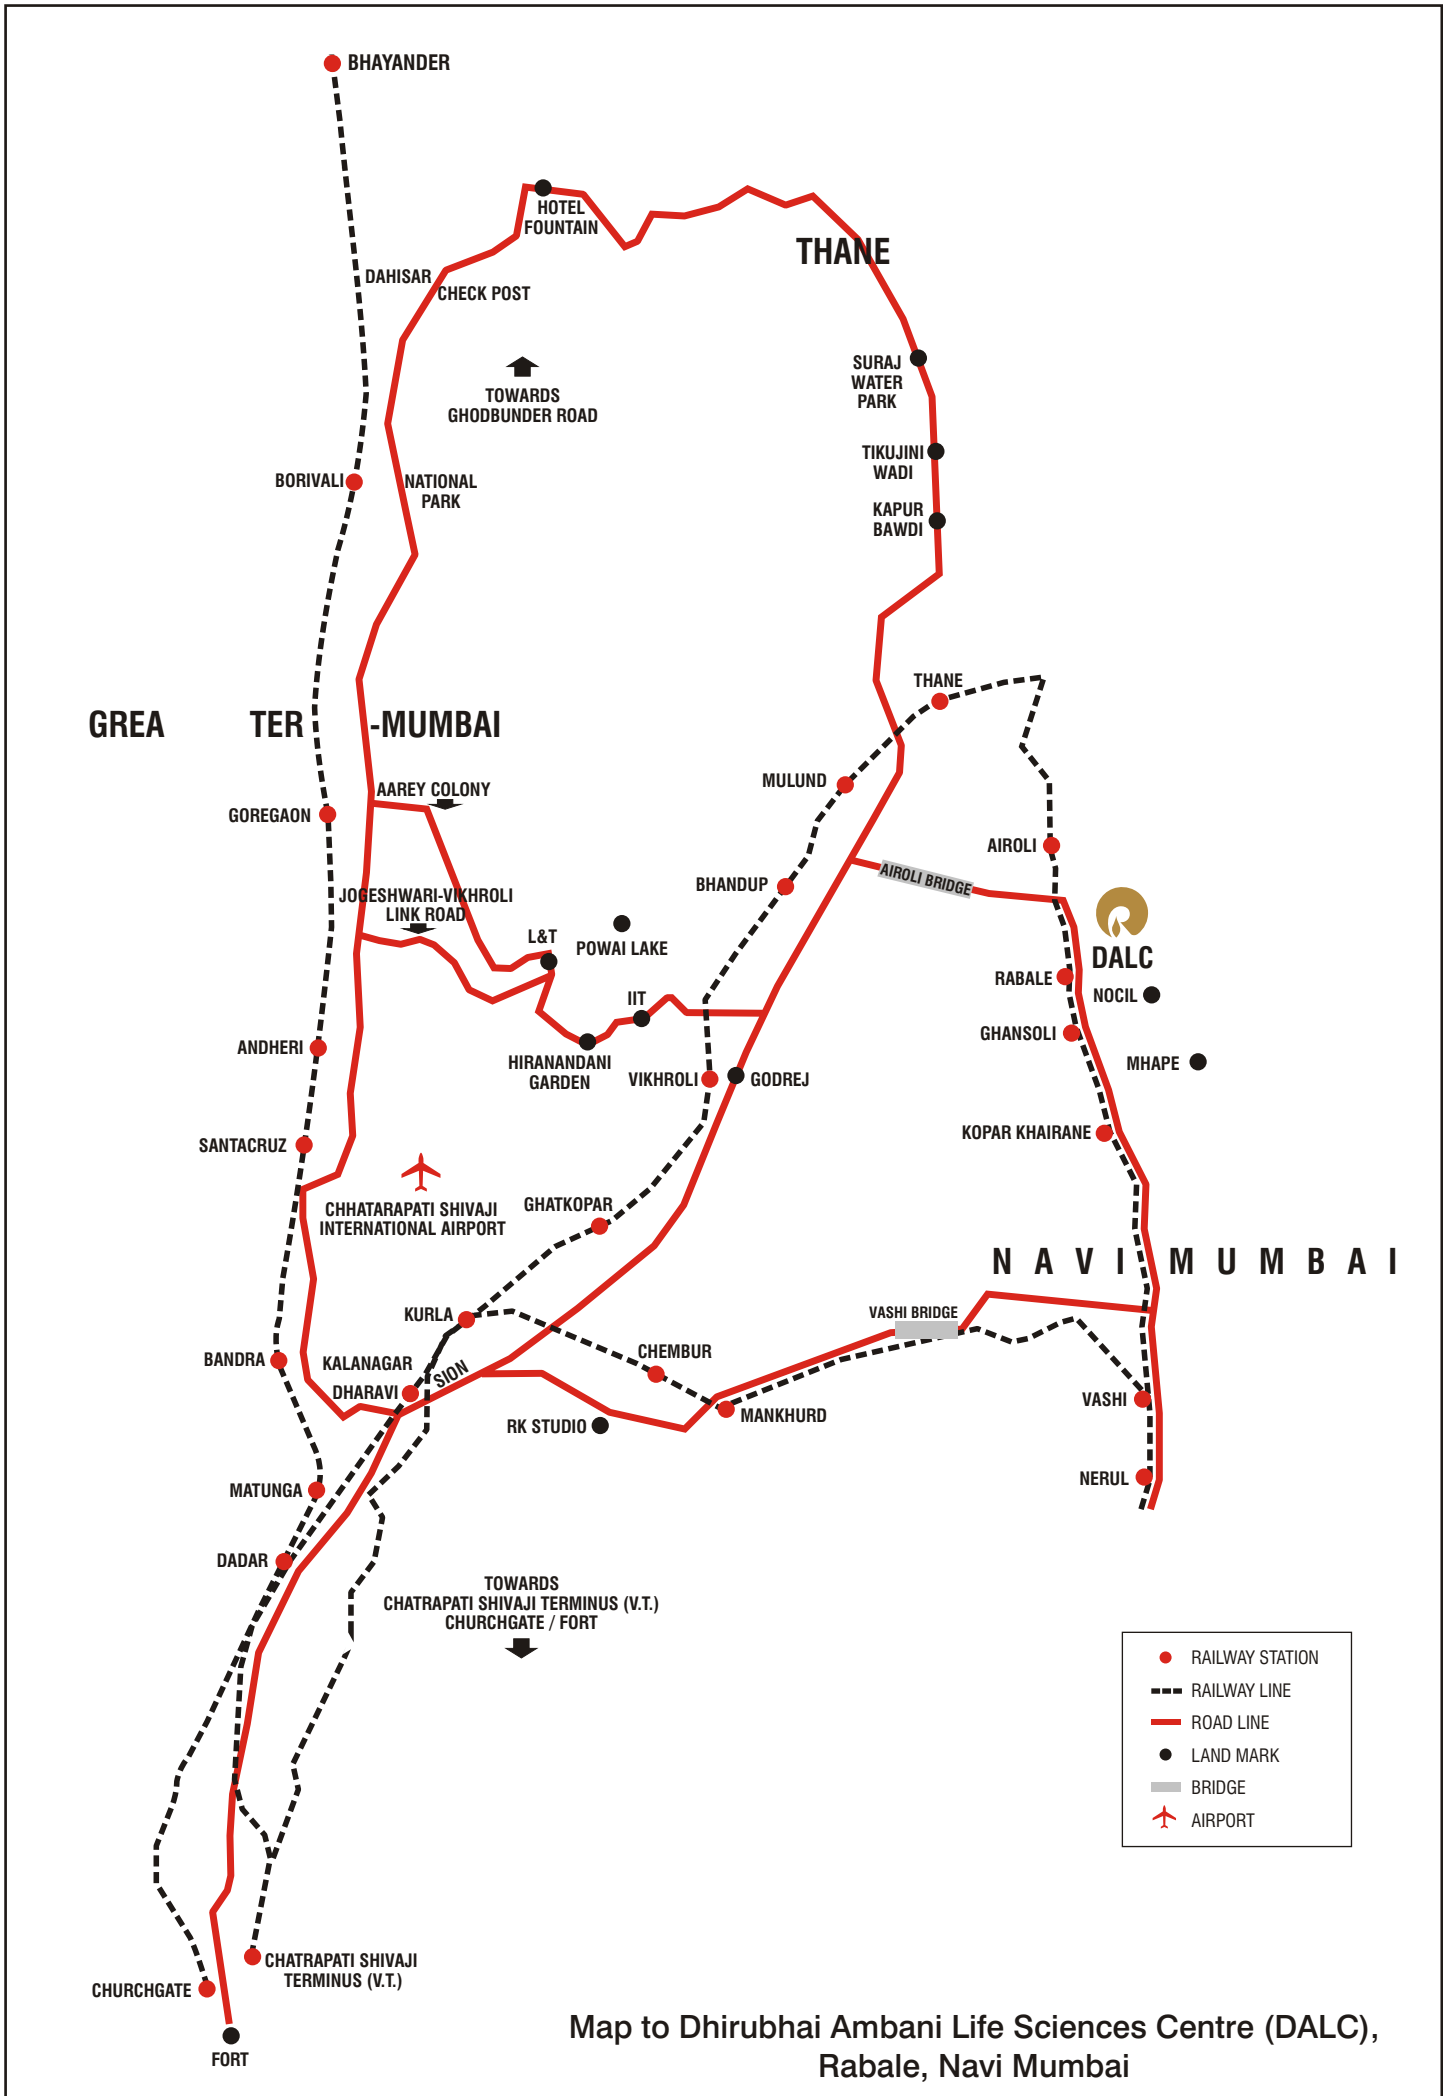 BHAYANDER
HOTEL
FOUNTAIN
THANE
DAHISAR
CHECK POST
TOWARDS
GHODBUNDER ROAD
SURAJ
WATER
PARK
TIKUJINI
WADI
BORIVALI
NATIONAL
PARK
KAPUR
BAWDI
THANE
GREA TER -MUMBAI
MULUND
AAREY COLONY
GOREGAON
AIROLI
BHANDUP
AIROLI BRIDGE
JOGESHWARI-VIKHROLI
LINK ROAD
L&T
POWAI LAKE
DALC
RABALE
NOCIL
IIT
GHANSOLI
ANDHERI
HIRANANDANI
GARDEN
VIKHROLI
GODREJ
MHAPE
KOPAR KHAIRANE
SANTACRUZ
CHHATARAPATI SHIVAJI
INTERNATIONAL AIRPORT
GHATKOPAR
NAVI MUMBAI
KURLA
VASHI BRIDGE
BANDRA
KALANAGAR
DHARAVI
SION
CHEMBUR
VASHI
RK STUDIO
MANKHURD
MATUNGA
NERUL
DADAR
TOWARDS
CHATRAPATI SHIVAJI TERMINUS (V.T.)
CHURCHGATE / FORT
RAILWAY STATION
RAILWAY LINE
ROAD LINE
LAND MARK
BRIDGE
AIRPORT
CHATRAPATI SHIVAJI
TERMINUS (V.T.)
CHURCHGATE
FORT
Map to Dhirubhai Ambani Life Sciences Centre (DALC),
Rabale, Navi Mumbai